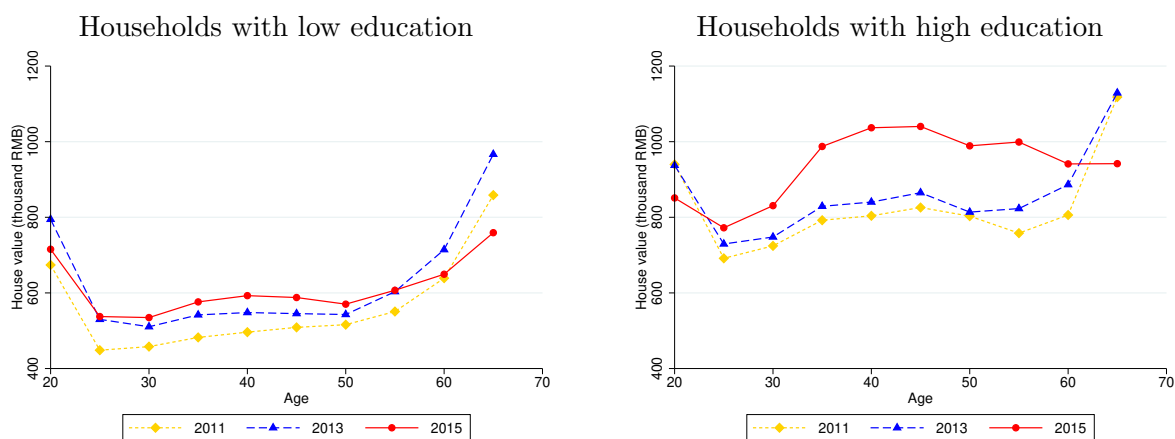 Households with low education
House value (thousand RMB)
1200
1000
800
600
400
20 30 40 50 60 70
Age
2011 2013 2015
Households with high education
House value (thousand RMB)
1200
1000
800
600
400
20 30 40 50 60 70
Age
2011 2013 2015